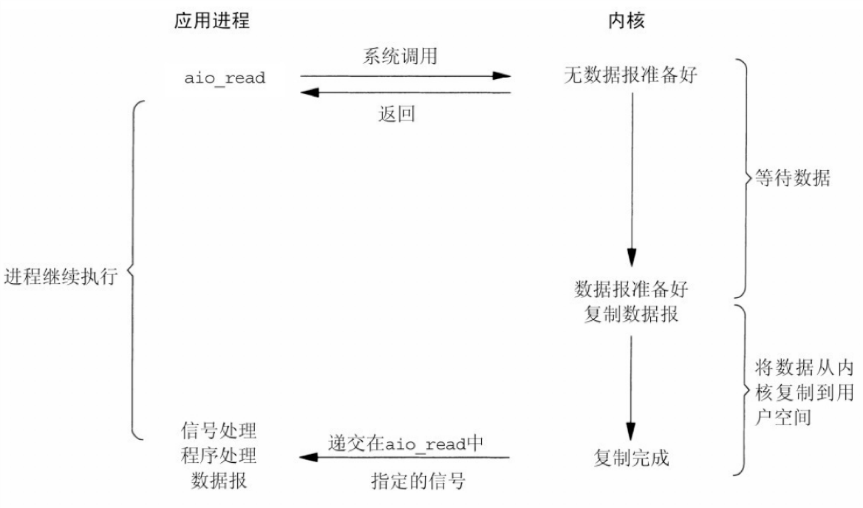 应用进程
内核
系统调用
aio_read
无数据报准备好
返回
等待数据
进程继续执行
数据报准备好
复制数据报
将数据从内
核复制到用
户空间
信号处理
程序处理
数据报
递交在aio_read中
指定的信号
复制完成